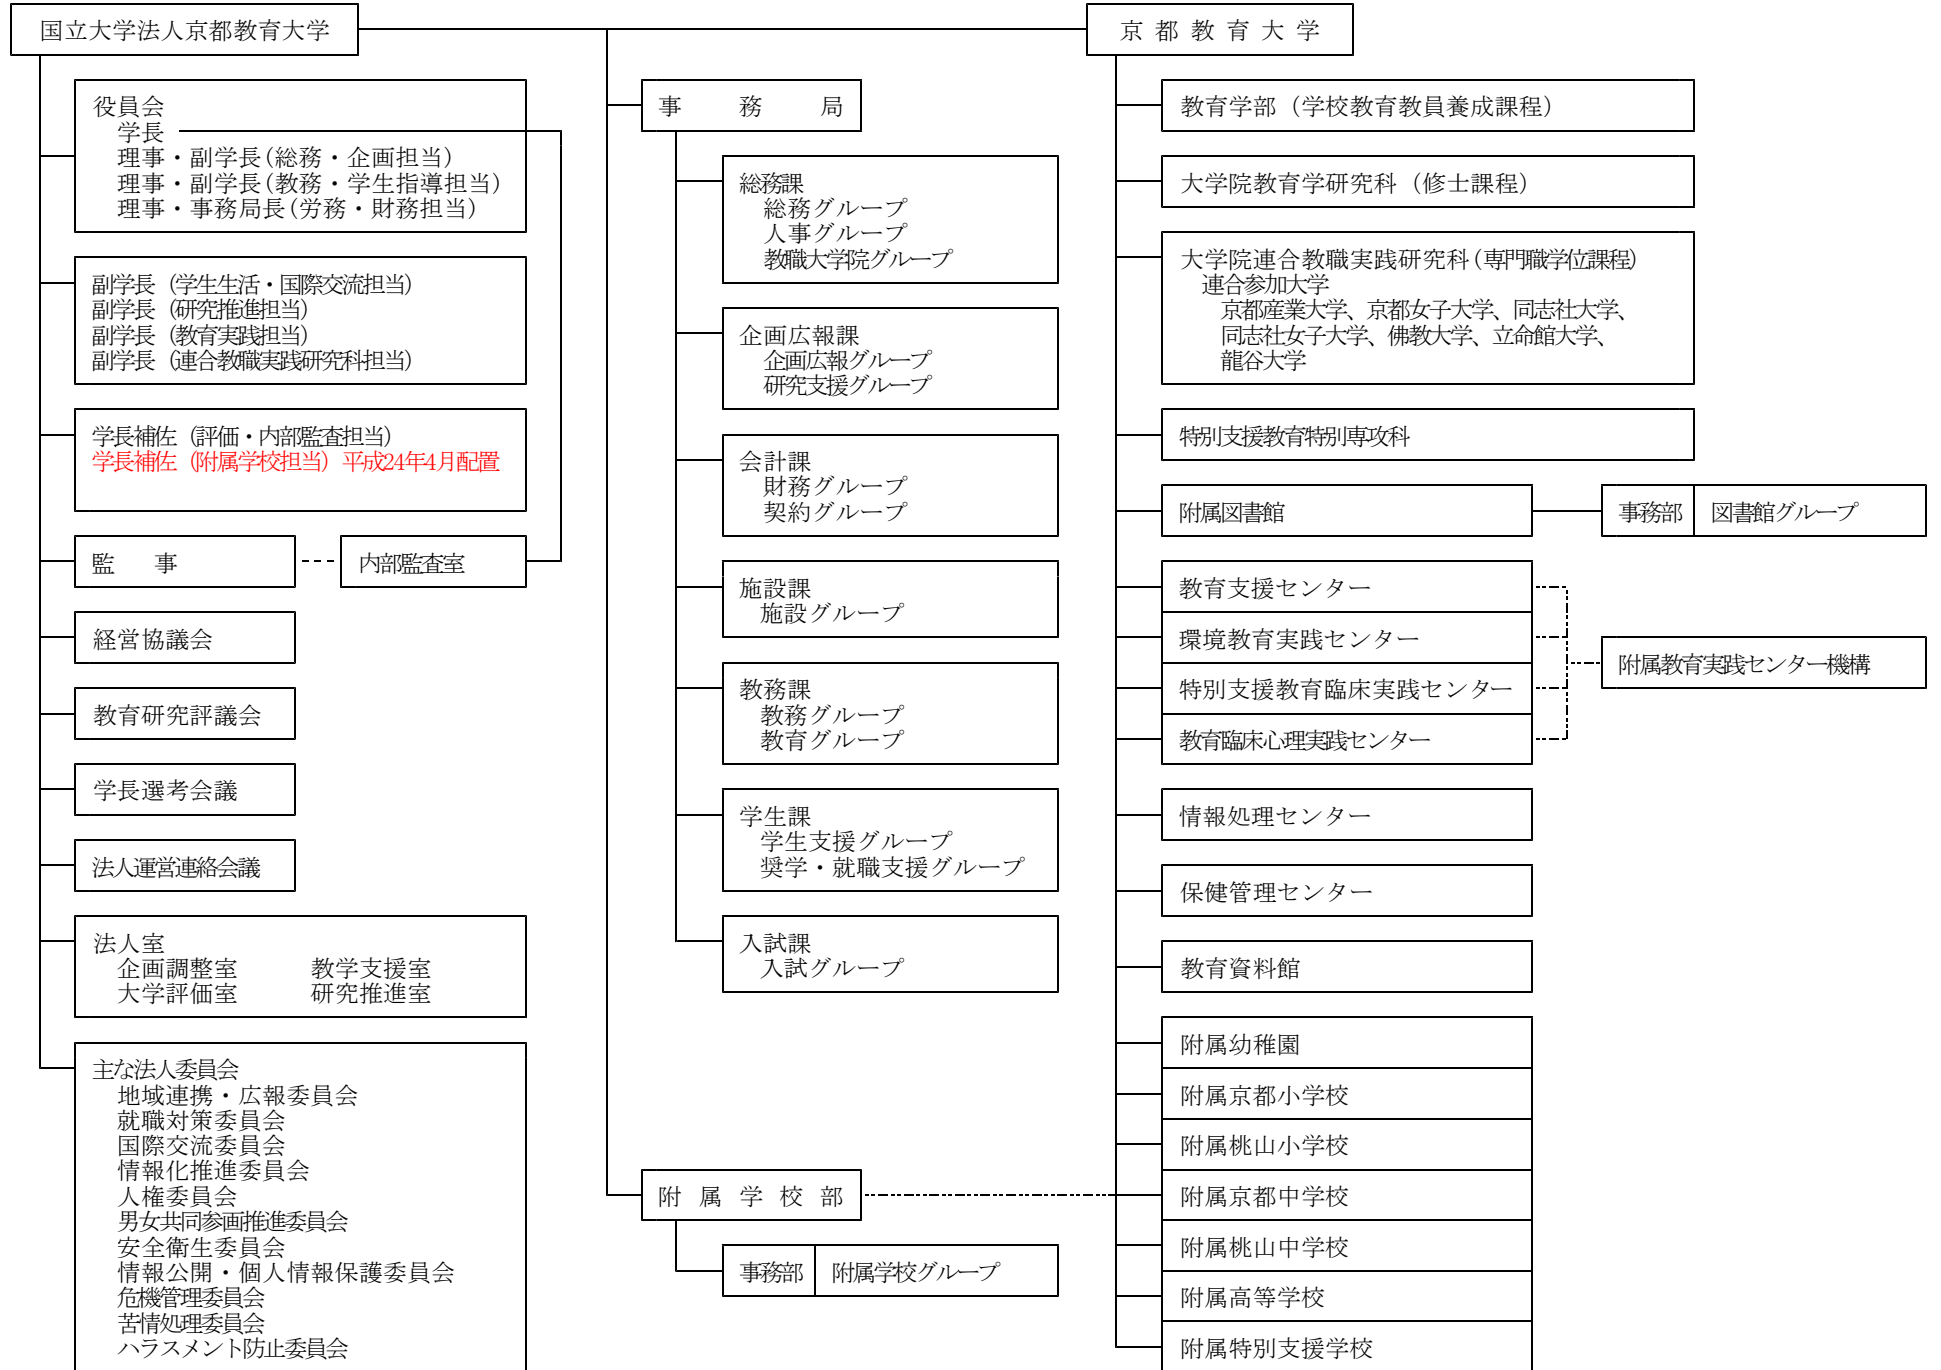 国立大学法人京都教育大学
役員会
学長
理事・副学長(総務・企画担当)
理事・副学長(教務・学生指導担当)
理事・事務局長(労務・財務担当)
副学長（学生生活・国際交流担当）
副学長（研究推進担当）
副学長（教育実践担当）
副学長（連合教職実践研究科担当）
学長補佐（評価・内部監査担当）
学長補佐（附属学校担当）平成24年4月配置
監　事
内部監査室
経営協議会
教育研究評議会
学長選考会議
法人運営連絡会議
法人室
企画調整室　教学支援室
大学評価室　研究推進室
主な法人委員会
地域連携・広報委員会
就職対策委員会
国際交流委員会
情報化推進委員会
人権委員会
男女共同参画推進委員会
安全衛生委員会
情報公開・個人情報保護委員会
危機管理委員会
苦情処理委員会
ハラスメント防止委員会
事　務　局
総務課
総務グループ
人事グループ
教職大学院グループ
企画広報課
企画広報グループ
研究支援グループ
会計課
財務グループ
契約グループ
施設課
施設グループ
教務課
教務グループ
教育グループ
学生課
学生支援グループ
奨学・就職支援グループ
入試課
入試グループ
附 属 学 校 部
事務部　附属学校グループ
京 都 教 育 大 学
教育学部（学校教育教員養成課程）
大学院教育学研究科（修士課程）
大学院連合教職実践研究科(専門職学位課程)
連合参加大学
京都産業大学、京都女子大学、同志社大学、
同志社女子大学、佛教大学、立命館大学、
龍谷大学
特別支援教育特別専攻科
附属図書館
事務部　図書館グループ
教育支援センター
環境教育実践センター
特別支援教育臨床実践センター
教育臨床心理実践センター
附属教育実践センター機構
情報処理センター
保健管理センター
教育資料館
附属幼稚園
附属京都小学校
附属桃山小学校
附属京都中学校
附属桃山中学校
附属高等学校
附属特別支援学校